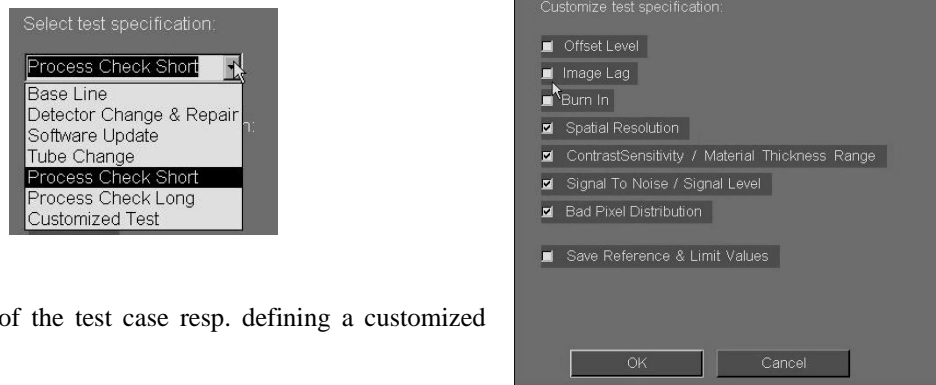 Select test specification:
Process Check Short
Base Line
Detector Change & Repair
n:
Software Update
Tube Change
Process Check Short
Process Check Long
Customized Test
of the test case resp. defining a customized
Customize test specification:
Offset Level
Image Lag
Burn In
Spatial Resolution
ContrastSensitivity / Material Thickness Range
Signal To Noise / Signal Level
Bad Pixel Distribution
Save Reference & Limit Values
OK
Cancel